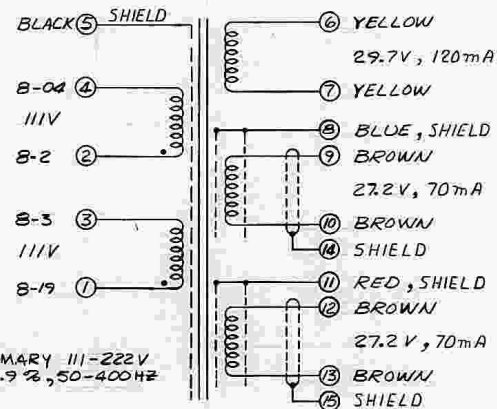 BLACK 5 SHIELD
8-04 4
111V
8-2 2
8-3 3
111V
8-19 1
MARY 111-222V
.9%, 50-400HZ
6 YELLOW
29.7V, 120mA
7 YELLOW
8 BLUE, SHIELD
9 BROWN
27.2V, 70mA
10 BROWN
14 SHIELD
11 RED, SHIELD
12 BROWN
27.2V, 70mA
13 BROWN
15 SHIELD